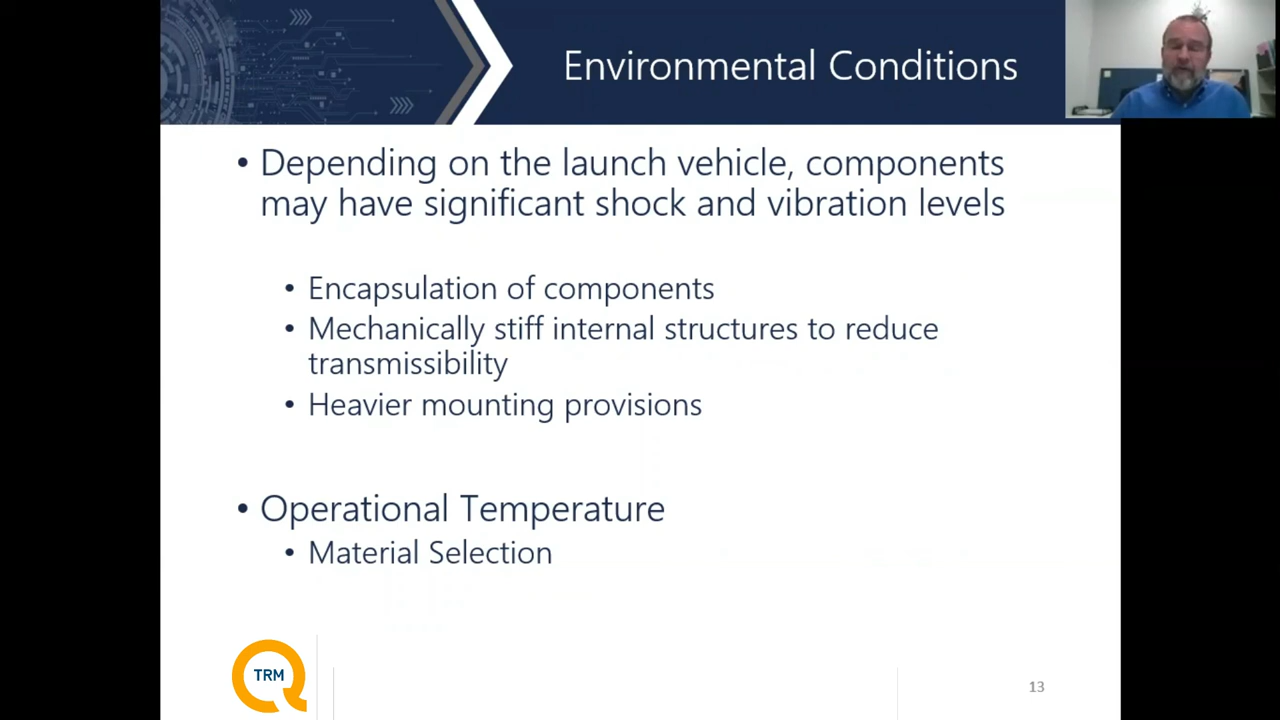 Environmental Conditions
• Depending on the launch vehicle, components
may have significant shock and vibration levels
• Encapsulation of components
• Mechanically stiff internal structures to reduce
transmissibility
• Heavier mounting provisions
• Operational Temperature
• Material Selection
TRM
13